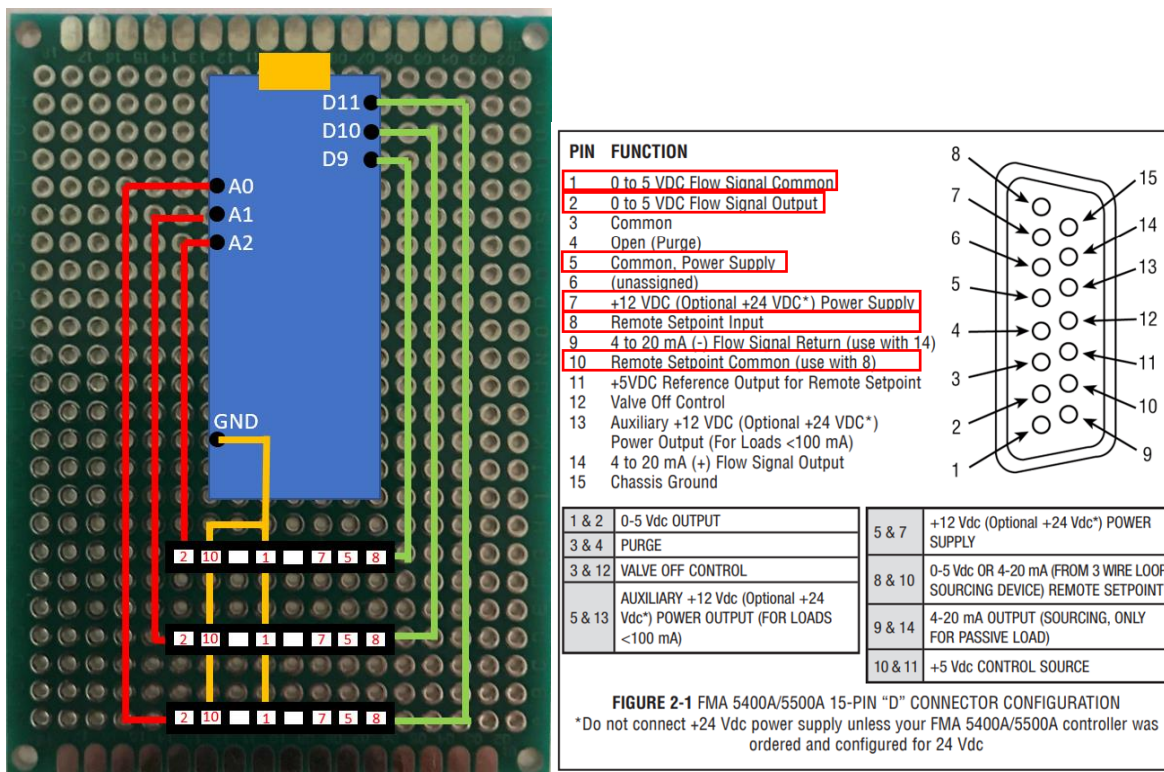 D11
D10
D9
A0
A1
A2
GND
2 10 1 7 5 8
2 10 1 7 5 8
2 10 1 7 5 8
PIN FUNCTION
1 0 to 5 VDC Flow Signal Common
2 0 to 5 VDC Flow Signal Output
3 Common
4 Open (Purge)
5 Common, Power Supply
6 (unassigned)
7 +12 VDC (Optional +24 VDC*) Power Supply
8 Remote Setpoint Input
9 4 to 20 mA (-) Flow Signal Return (use with 14)
10 Remote Setpoint Common (use with 8)
11 +5VDC Reference Output for Remote Setpoint
12 Valve Off Control
13 Auxiliary +12 VDC (Optional +24 VDC*)
Power Output (For Loads <100 mA)
14 4 to 20 mA (+) Flow Signal Output
15 Chassis Ground
8
7
6
5
4
3
2
1
15
14
13
12
11
10
9
1 & 2 0-5 Vdc OUTPUT
3 & 4 PURGE
3 & 12 VALVE OFF CONTROL
5 & 13 AUXILIARY +12 Vdc (Optional +24
Vdc*) POWER OUTPUT (FOR LOADS
<100 mA)
5 & 7 +12 Vdc (Optional +24 Vdc*) POWER
SUPPLY
8 & 10 0-5 Vdc OR 4-20 mA (FROM 3 WIRE LOOP
SOURCING DEVICE) REMOTE SETPOINT
9 & 14 4-20 mA OUTPUT (SOURCING, ONLY
FOR PASSIVE LOAD)
10 & 11 +5 Vdc CONTROL SOURCE
FIGURE 2-1 FMA 5400A/5500A 15-PIN “D” CONNECTOR CONFIGURATION
*Do not connect +24 Vdc power supply unless your FMA 5400A/5500A controller was
ordered and configured for 24 Vdc